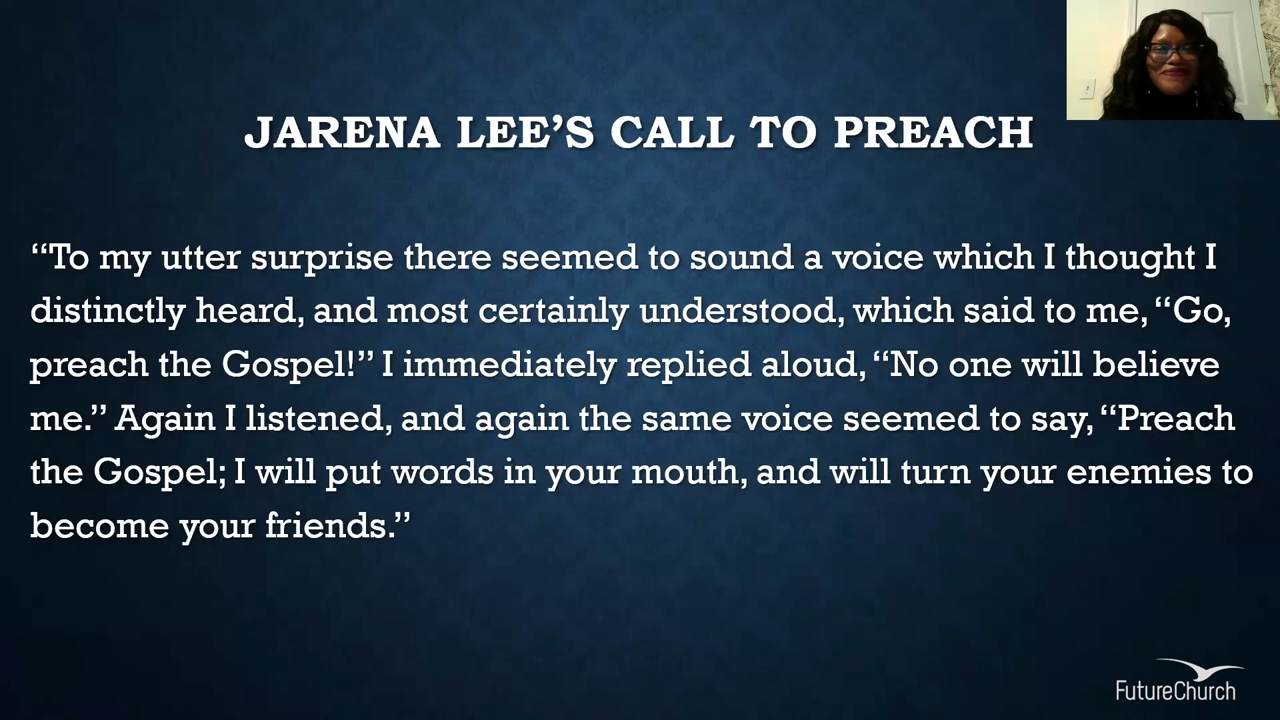 JARENA LEE’S CALL TO PREACH
“To my utter surprise there seemed to sound a voice which I thought I
distinctly heard, and most certainly understood, which said to me, “Go,
preach the Gospel!” I immediately replied aloud, “No one will believe
me.” Again I listened, and again the same voice seemed to say, “Preach
the Gospel; I will put words in your mouth, and will turn your enemies to
become your friends.”
FutureChurch